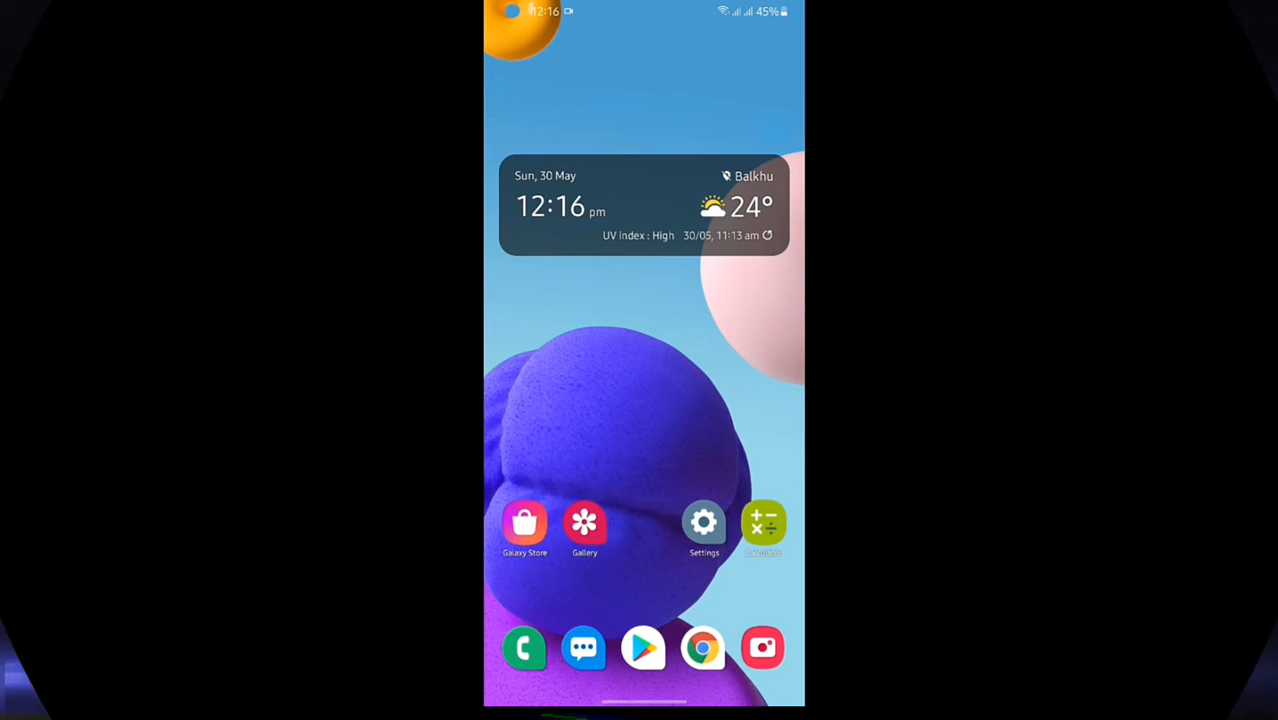 12:16 45%
Sun, 30 May Balkhu
12:16 pm 24°
UV index : High 30/05, 11:13 am
Galaxy Store Gallery Settings Calculator